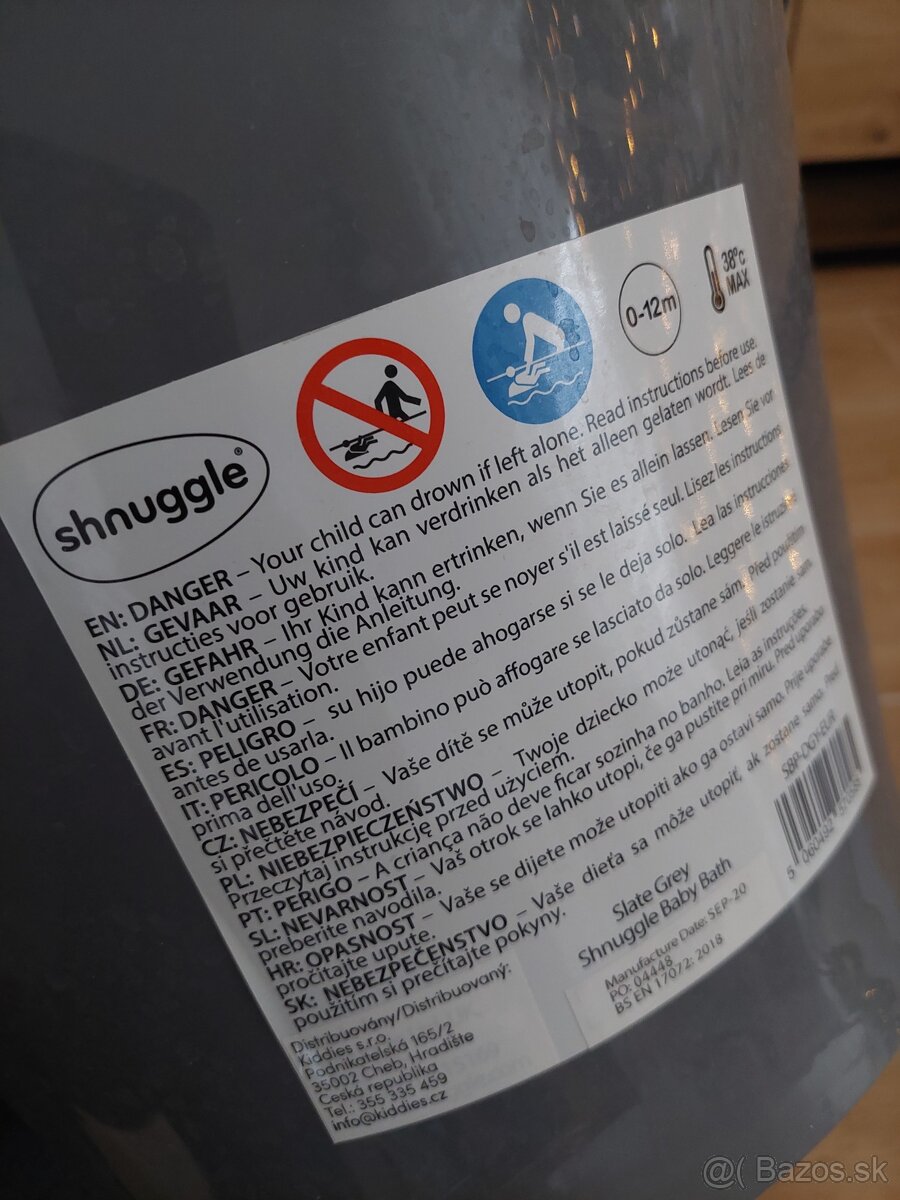 shnuggle®
0-12m
38°C
MAX
EN: DANGER – Your child can drown if left alone. Read instructions before use.
NL: GEVAAR – Uw kind kan verdrinken als het alleen gelaten wordt. Lees de
instructies voor gebruik.
DE: GEFAHR – Ihr Kind kann ertrinken, wenn Sie es allein lassen. Lesen Sie vor
der Verwendung die Anleitung.
FR: DANGER – Votre enfant peut se noyer s'il est laissé seul. Lisez les instructions
avant l'utilisation.
ES: PELIGRO – su hijo puede ahogarse si se le deja solo. Lea las instrucciones
antes de usarla.
IT: PERICOLO – Il bambino può affogare se lasciato da solo. Leggere le istruzioni
prima dell'uso.
CZ: NEBEZPEČÍ – Vaše dítě se může utopit, pokud zůstane sám. Před použitím
si přečtěte návod.
PL: NIEBEZPIECZEŃSTWO – Twoje dziecko może utonąć, jeśli zostanie sam.
Przeczytaj instrukcję przed użyciem.
PT: PERIGO – A criança não deve ficar sozinha no banho. Leia as instruções.
SL: NEVARNOST – Vaš otrok se lahko utopi, če ga pustite pri miru. Pred uporabo
preberite navodila.
HR: OPASNOST – Vaše se dijete može utopiti ako ga ostavi samo. Prije uporabe
pročitajte upute.
SK: NEBEZPEČENSTVO – Vaše dieťa sa môže utopiť, ak zostane samo. Pred
použitím si prečítajte pokyny.
Distribuovány/Distribuovaný:
Kiddies s.r.o.
Podnikatelská 165/2
35002 Cheb, Hradiště
Česká republika
Tel.: 355 335 459
info@kiddies.cz
Slate Grey
Shnuggle Baby Bath
Manufacture Date: SEP-20
PO: 04448
BS EN 17072: 2018
SBP-DGY-EUR
5 060492
@( Bazos.sk